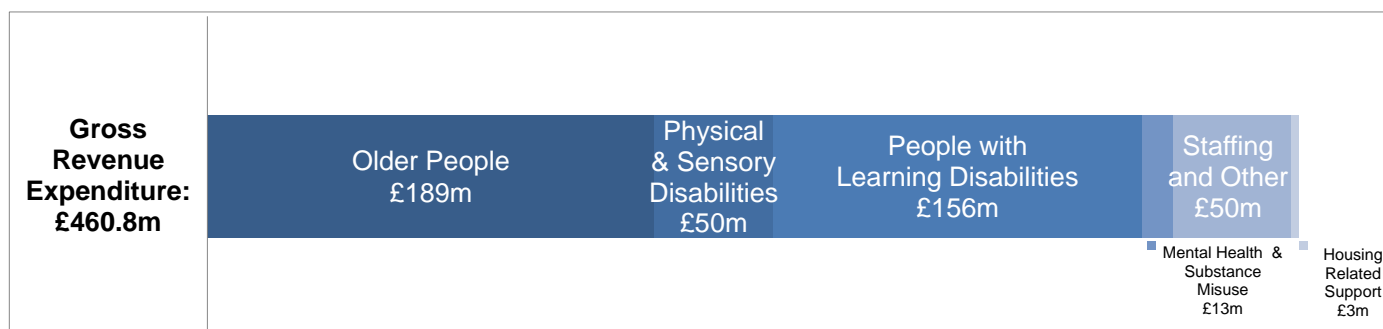 Gross
Revenue
Expenditure:
£460.8m
Older People
£189m
Physical
& Sensory
Disabilities
£50m
People with
Learning Disabilities
£156m
Staffing
and Other
£50m
Mental Health &
Substance
Misuse
£13m
Housing
Related
Support
£3m